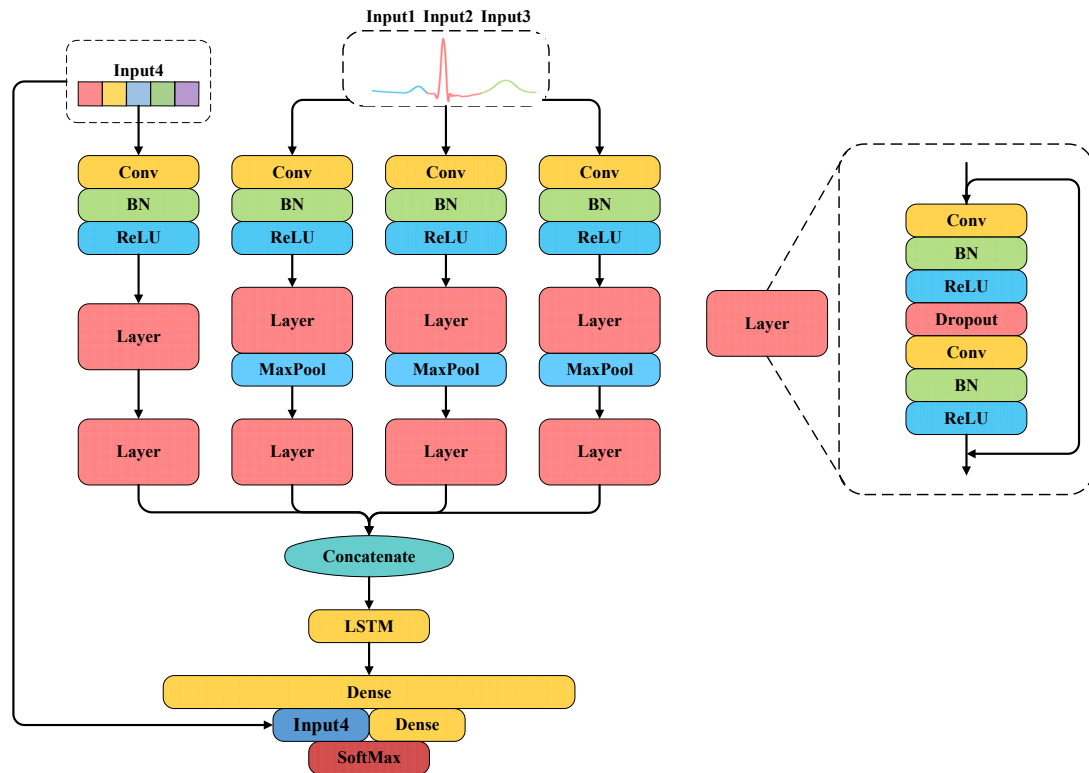 Input1 Input2 Input3
Input4
Conv Conv Conv Conv
BN BN BN BN
ReLU ReLU ReLU ReLU
Layer Layer Layer Layer
MaxPool MaxPool MaxPool
Layer Layer Layer Layer
Concatenate
LSTM
Dense
Input4 Dense
SoftMax
Layer
Conv
BN
ReLU
Dropout
Conv
BN
ReLU